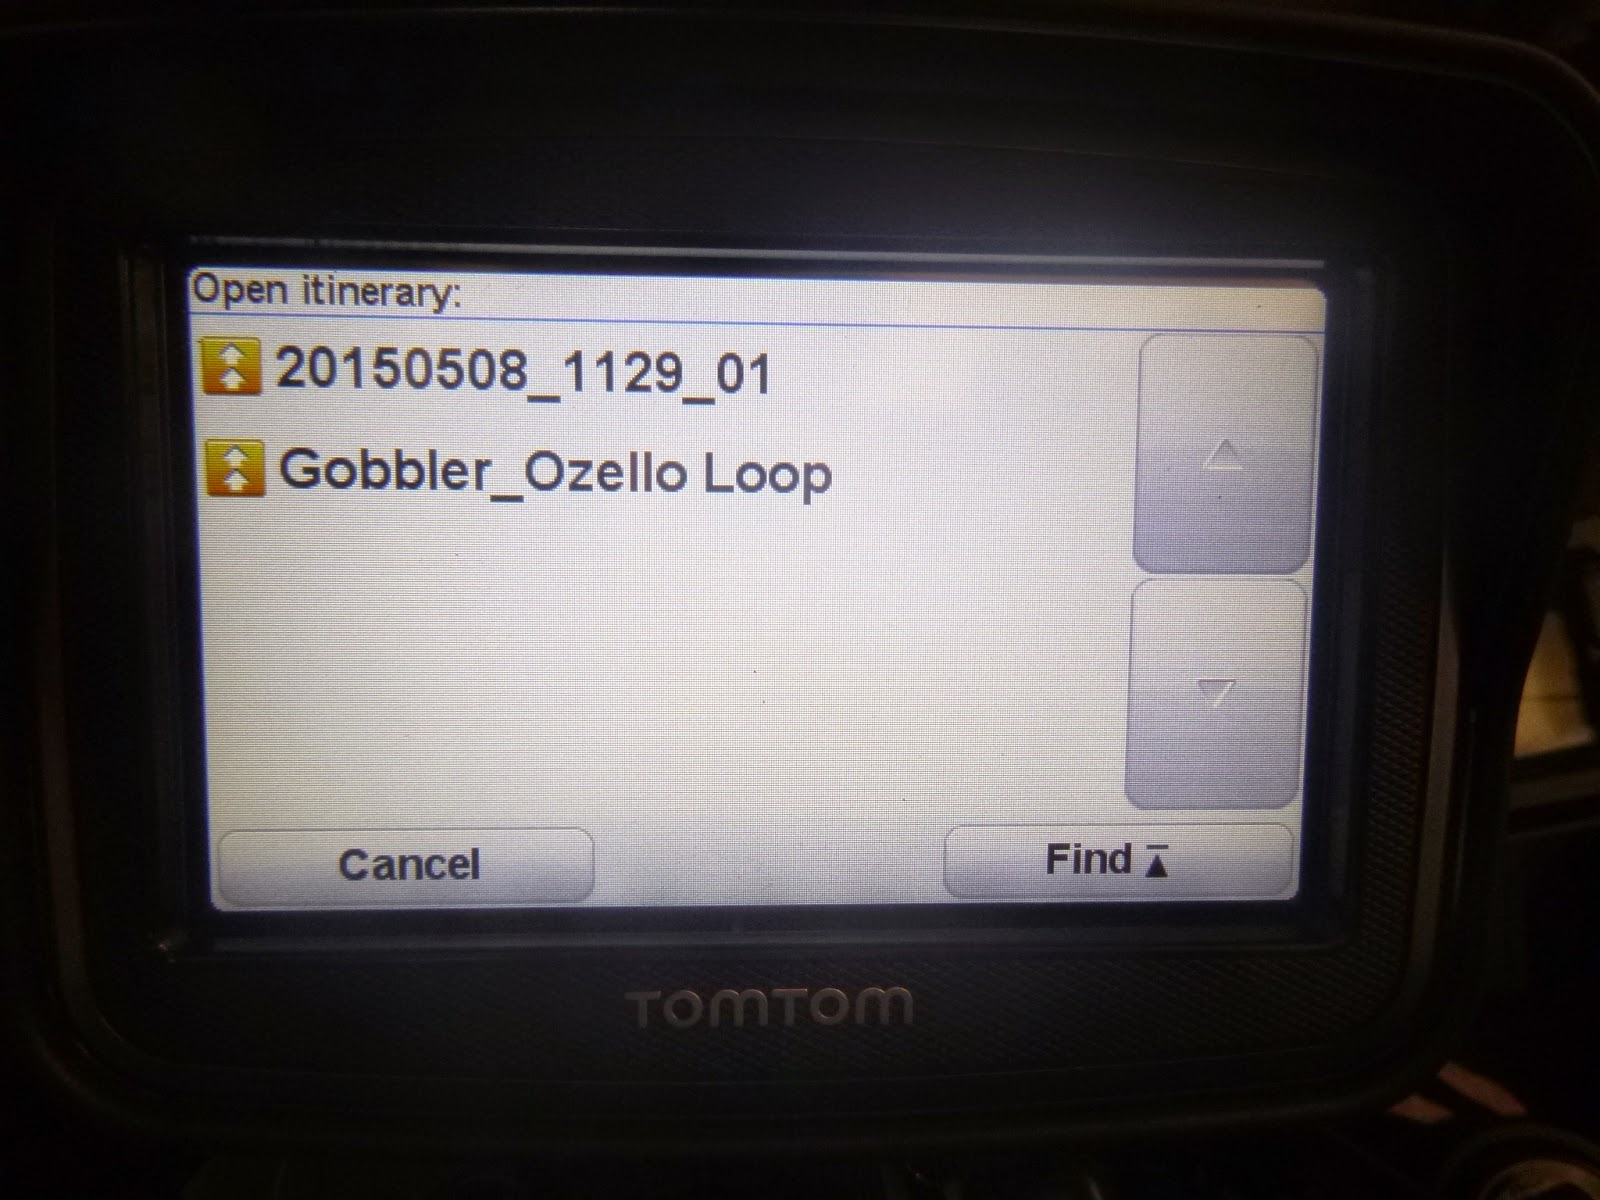 Open itinerary:
20150508_1129_01
Gobbler_Ozello Loop
Cancel
Find
TOMTOM